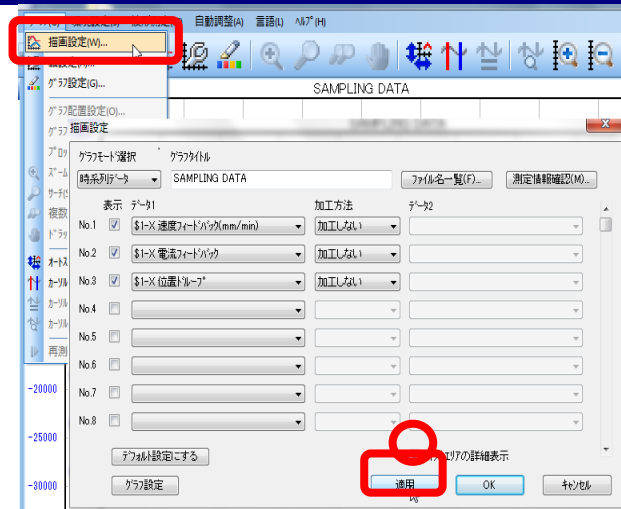 自動調整(A) 言語(L) ﾍﾙﾌﾟ(H)
描画設定(W)...
ｸﾞﾗﾌ設定(G)...
SAMPLING DATA
ｸﾞﾗﾌ配置設定(O)...
描画設定
ｸﾞﾗﾌﾓｰﾄﾞ選択 ｸﾞﾗﾌﾀｲﾄﾙ
時系列ﾃﾞｰﾀ SAMPLING DATA ﾌｧｲﾙ名一覧(F)... 測定情報確認(M)...
表示 ﾃﾞｰﾀ1 加工方法 ﾃﾞｰﾀ2
No.1 $1-X 速度ﾌｨｰﾄﾞﾊﾞｯｸ(mm/min) 加工しない
No.2 $1-X 電流ﾌｨｰﾄﾞﾊﾞｯｸ 加工しない
No.3 $1-X 位置ﾄﾞﾙｰﾌﾟ 加工しない
No.4
No.5
No.6
No.7
No.8
複数
再測
-20000
-25000
-30000
ﾃﾞﾌｫﾙﾄ設定にする ｴﾘｱの詳細表示
ｸﾞﾗﾌ設定 適用 OK ｷｬﾝｾﾙ